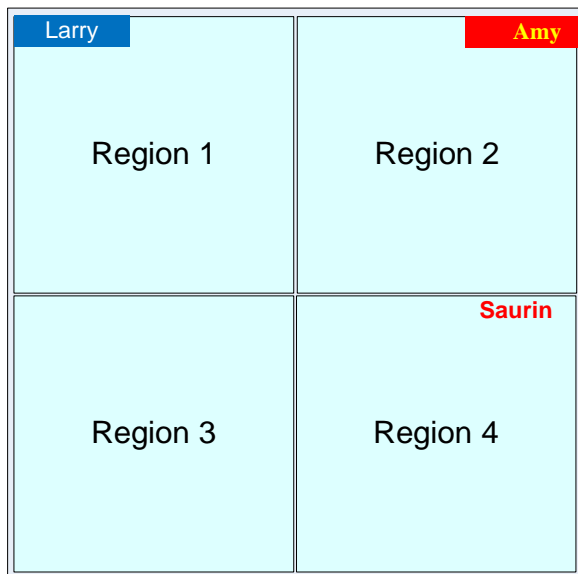 Larry
Amy
Region 1
Region 2
Saurin
Region 3
Region 4